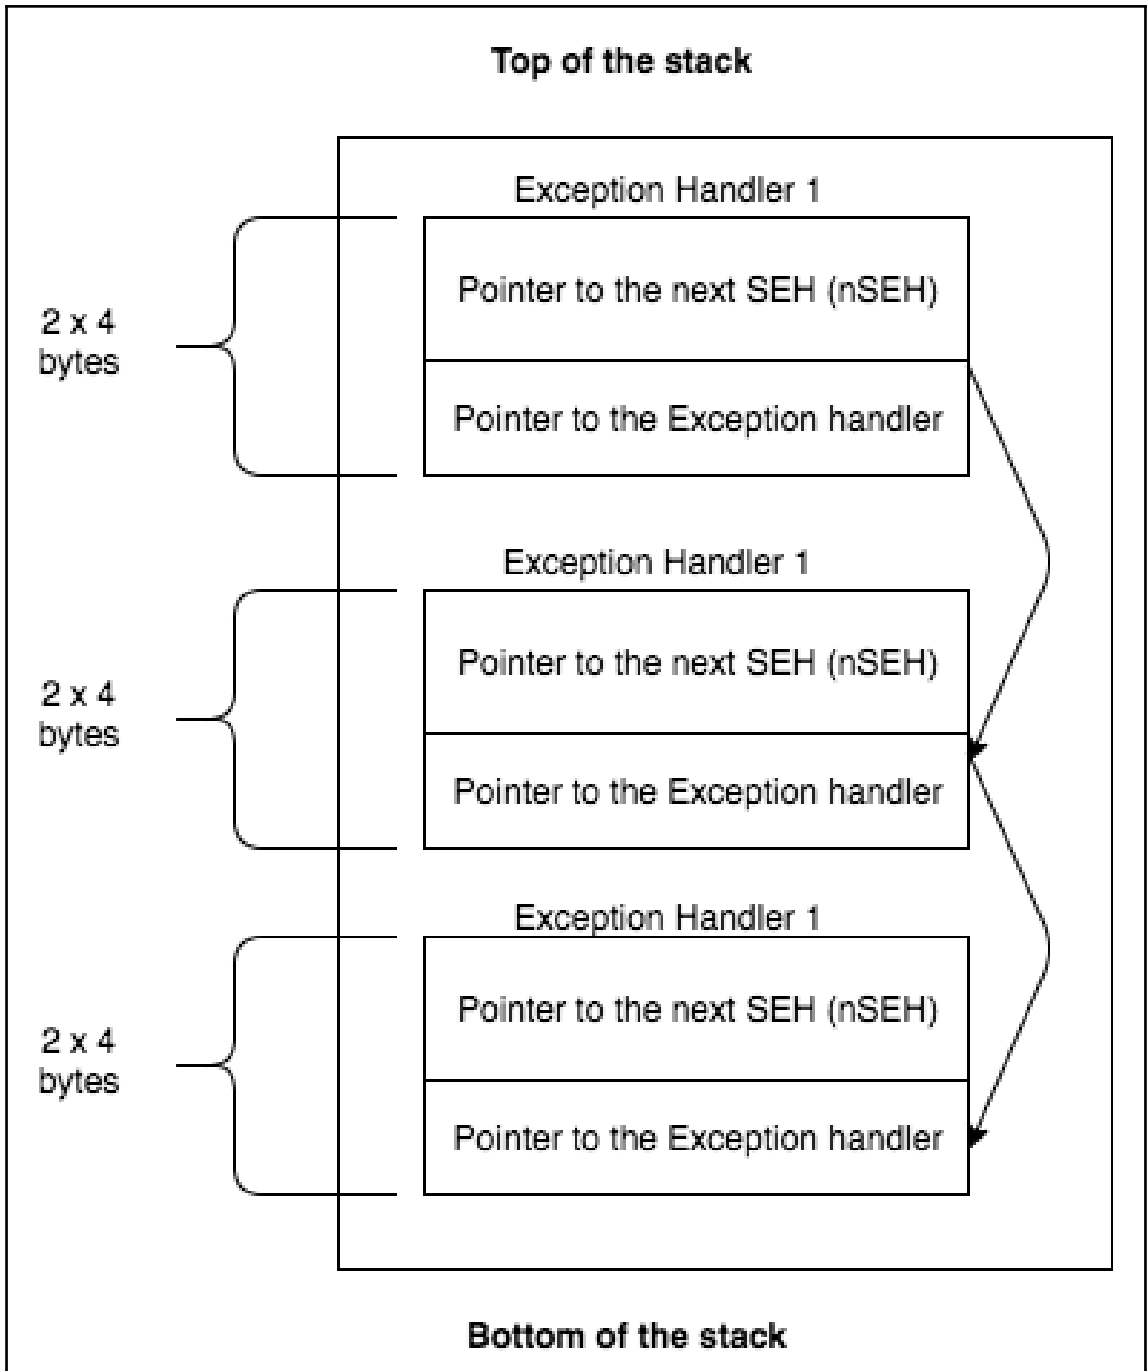 Top of the stack
Exception Handler 1
Pointer to the next SEH (nSEH)
2 x 4
bytes
Pointer to the Exception handler
Exception Handler 1
Pointer to the next SEH (nSEH)
2 x 4
bytes
Pointer to the Exception handler
Exception Handler 1
Pointer to the next SEH (nSEH)
2 x 4
bytes
Pointer to the Exception handler
Bottom of the stack